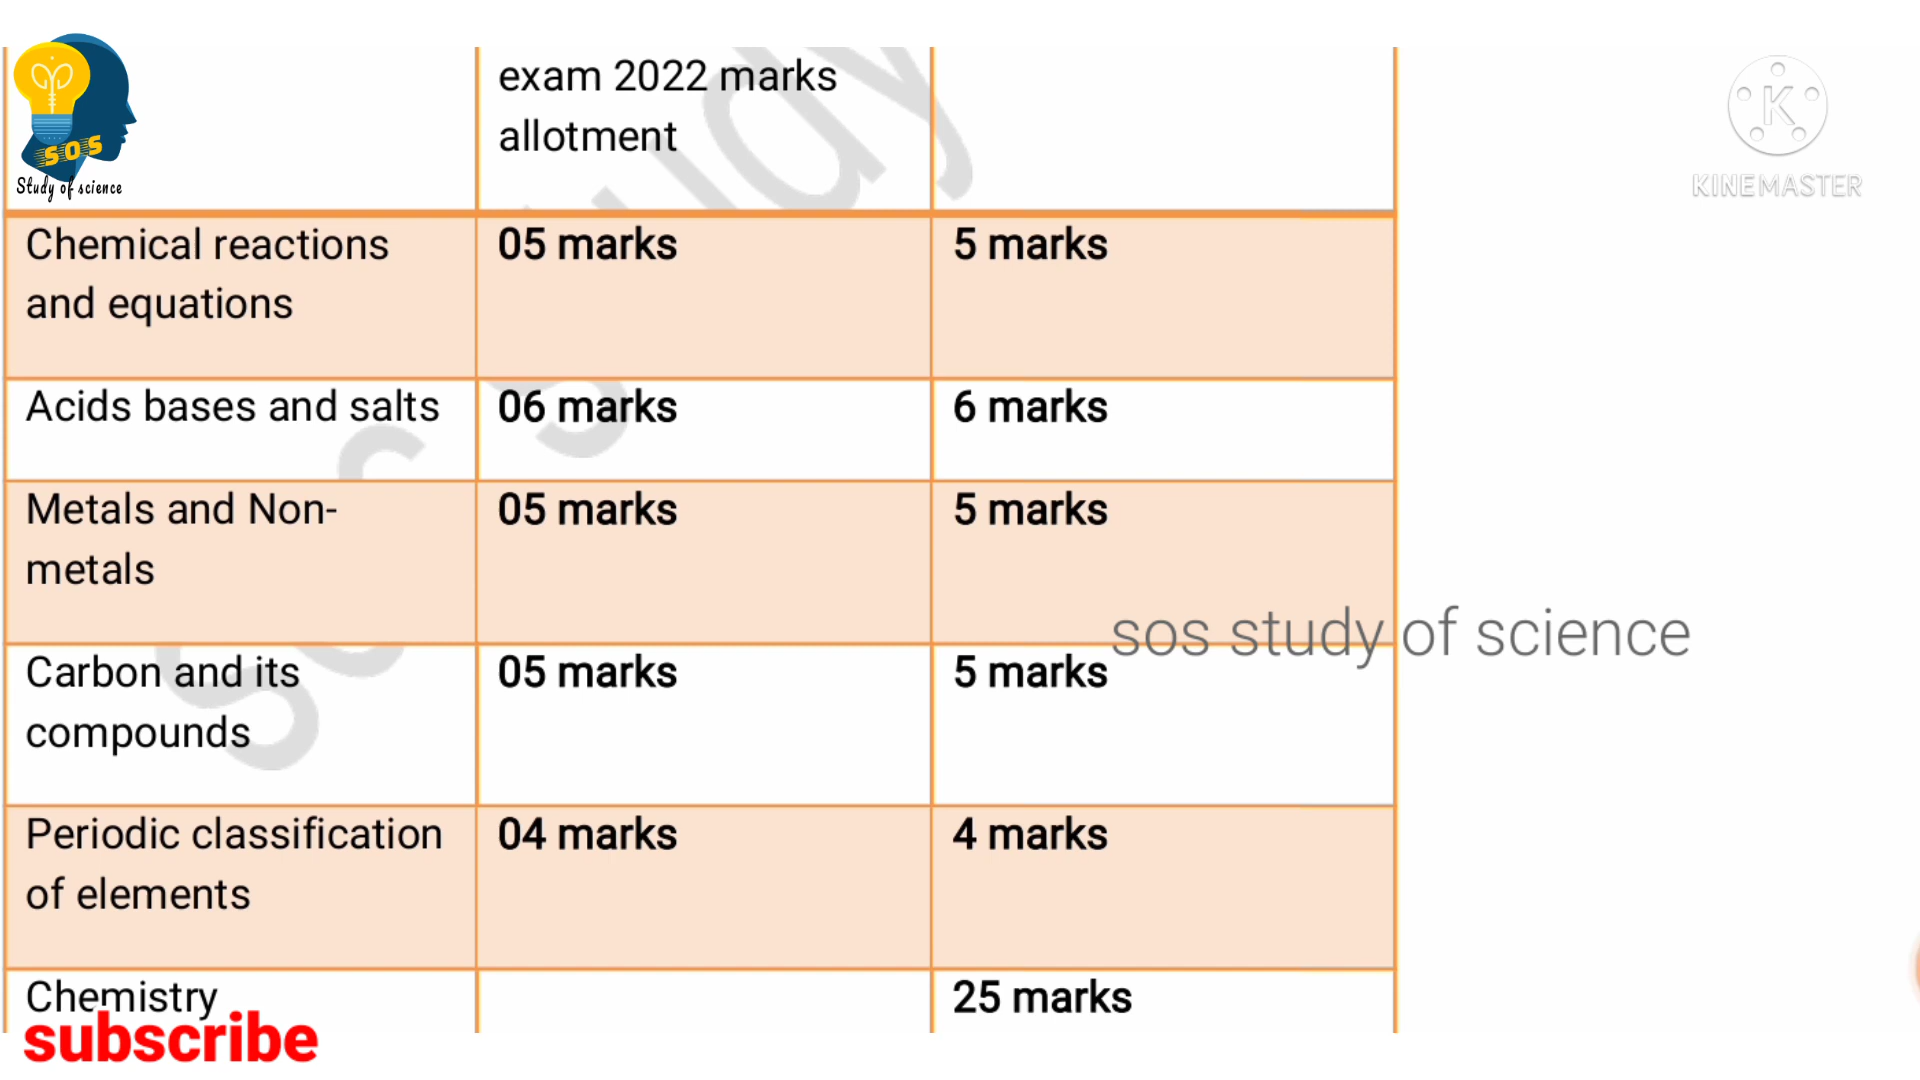 SOS
Study of science
exam 2022 marks
allotment
K
KINEMASTER
Chemical reactions
and equations
05 marks
5 marks
Acids bases and salts
06 marks
6 marks
Metals and Non-
metals
05 marks
5 marks
sos study of science
Carbon and its
compounds
05 marks
5 marks
Periodic classification
of elements
04 marks
4 marks
Chemistry
25 marks
subscribe
sos study